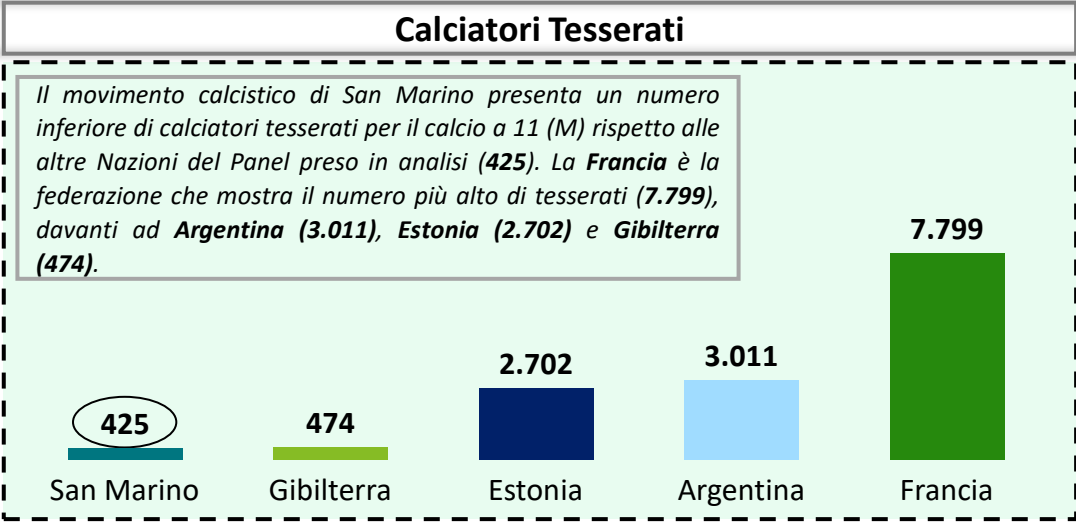 Calciatori Tesserati
Il movimento calcistico di San Marino presenta un numero
inferiore di calciatori tesserati per il calcio a 11 (M) rispetto alle
altre Nazioni del Panel preso in analisi (425). La Francia è la
federazione che mostra il numero più alto di tesserati (7.799),
davanti ad Argentina (3.011), Estonia (2.702) e Gibilterra
(474).
425
474
2.702
3.011
7.799
San Marino
Gibilterra
Estonia
Argentina
Francia